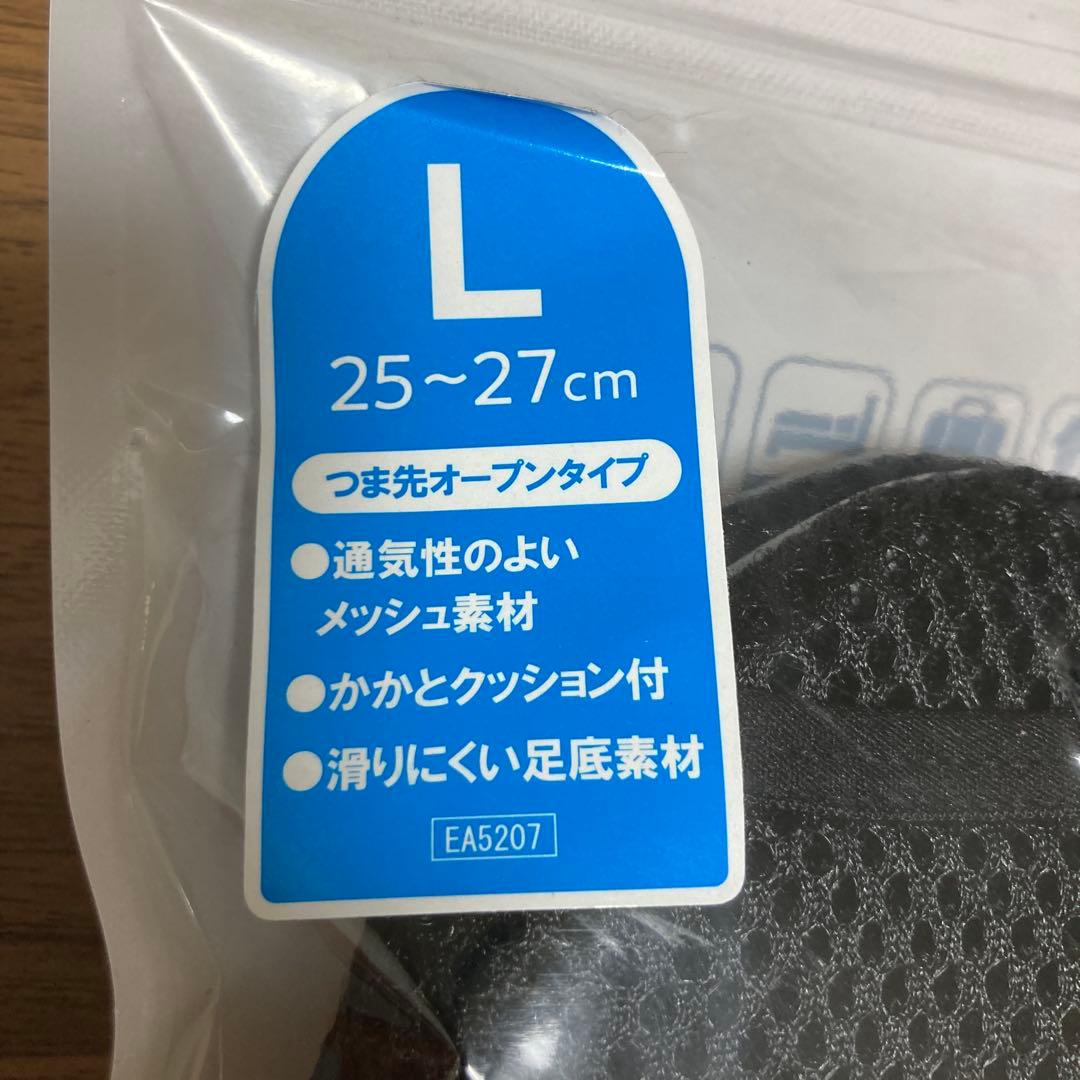 L
25~27cm
つま先オープンタイプ
●通気性のよい
メッシュ素材
●かかとクッション付
●滑りにくい足底素材
EA5207